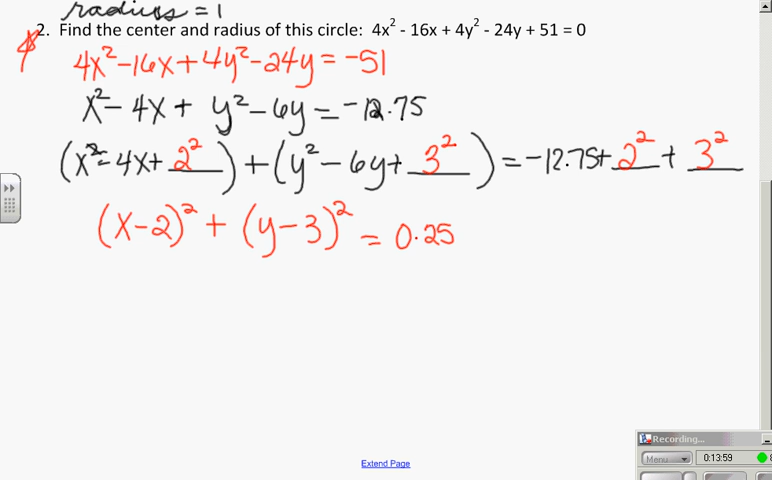 radius = 1
2. Find the center and radius of this circle: 4x² - 16x + 4y² - 24y + 51 = 0
4x² - 16x + 4y² - 24y = -51
x² - 4x + y² - 6y = -12.75
(x² - 4x + 2²) + (y² - 6y + 3²) = -12.75 + 2² + 3²
(x - 2)² + (y - 3)² = 0.25
Extend Page
Recording...
Menu 0:13:59